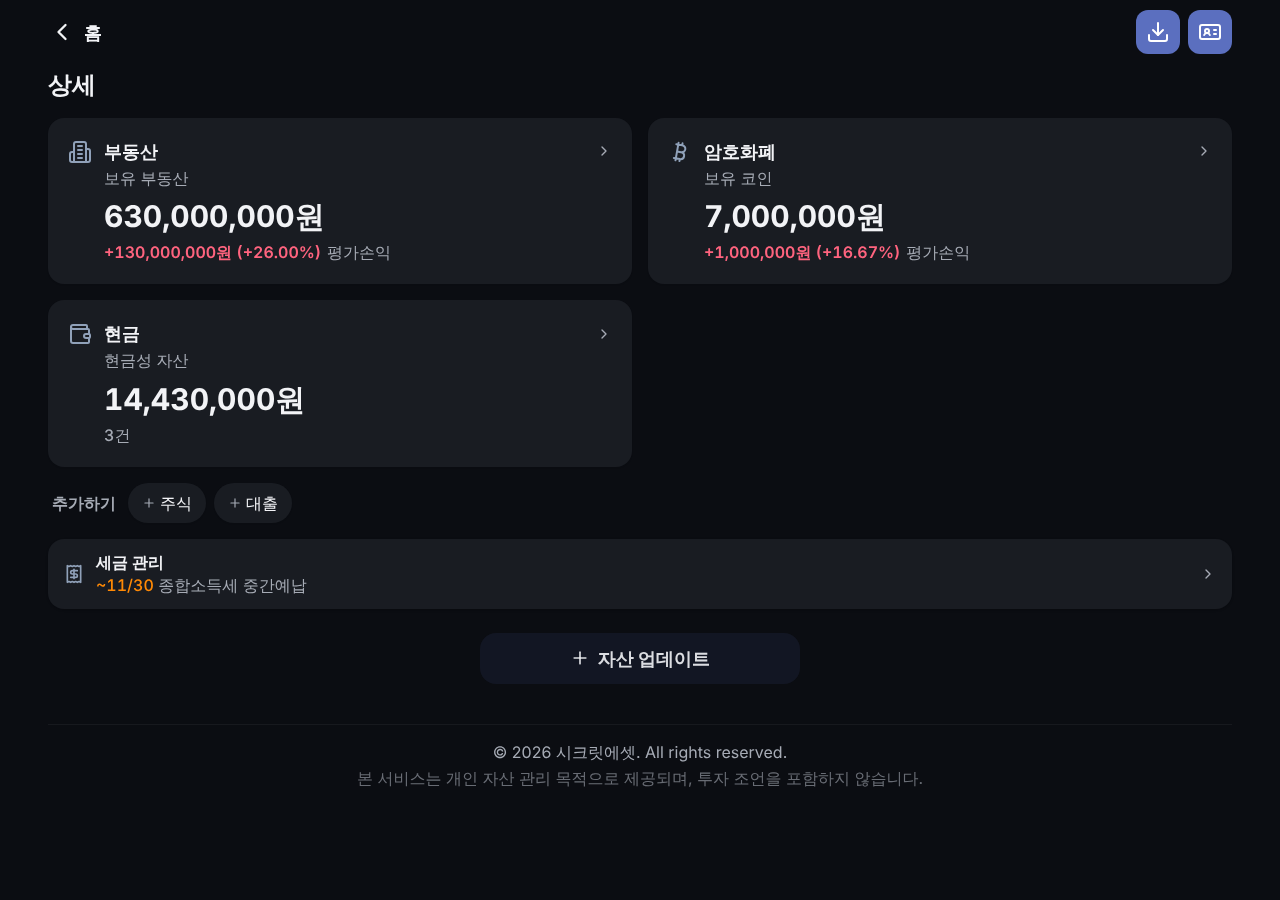 홈
상세
부동산
보유 부동산
630,000,000원
+130,000,000원 (+26.00%) 평가손익
암호화폐
보유 코인
7,000,000원
+1,000,000원 (+16.67%) 평가손익
현금
현금성 자산
14,430,000원
3건
추가하기 + 주식 + 대출
세금 관리
~11/30 종합소득세 중간예납
+ 자산 업데이트
© 2026 시크릿에셋. All rights reserved.
본 서비스는 개인 자산 관리 목적으로 제공되며, 투자 조언을 포함하지 않습니다.